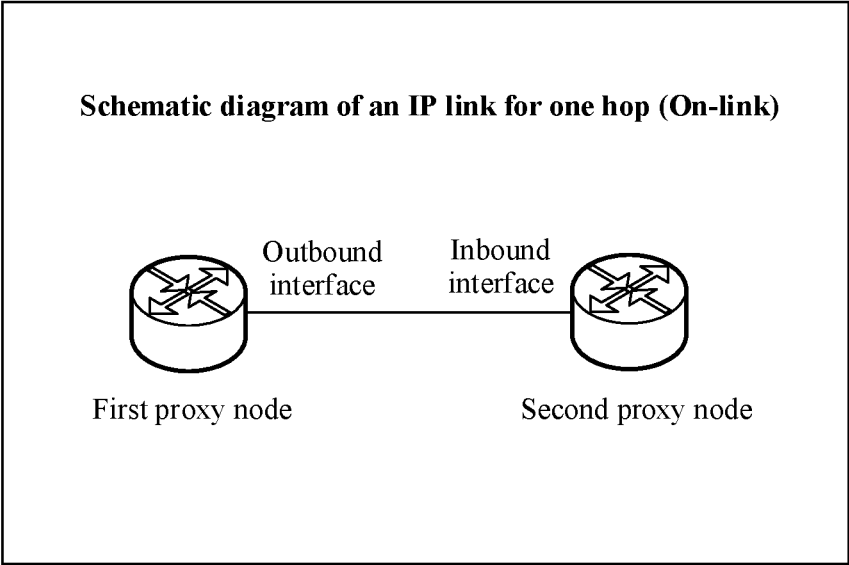 Schematic diagram of an IP link for one hop (On-link)
Outbound
interface
Inbound
interface
First proxy node
Second proxy node